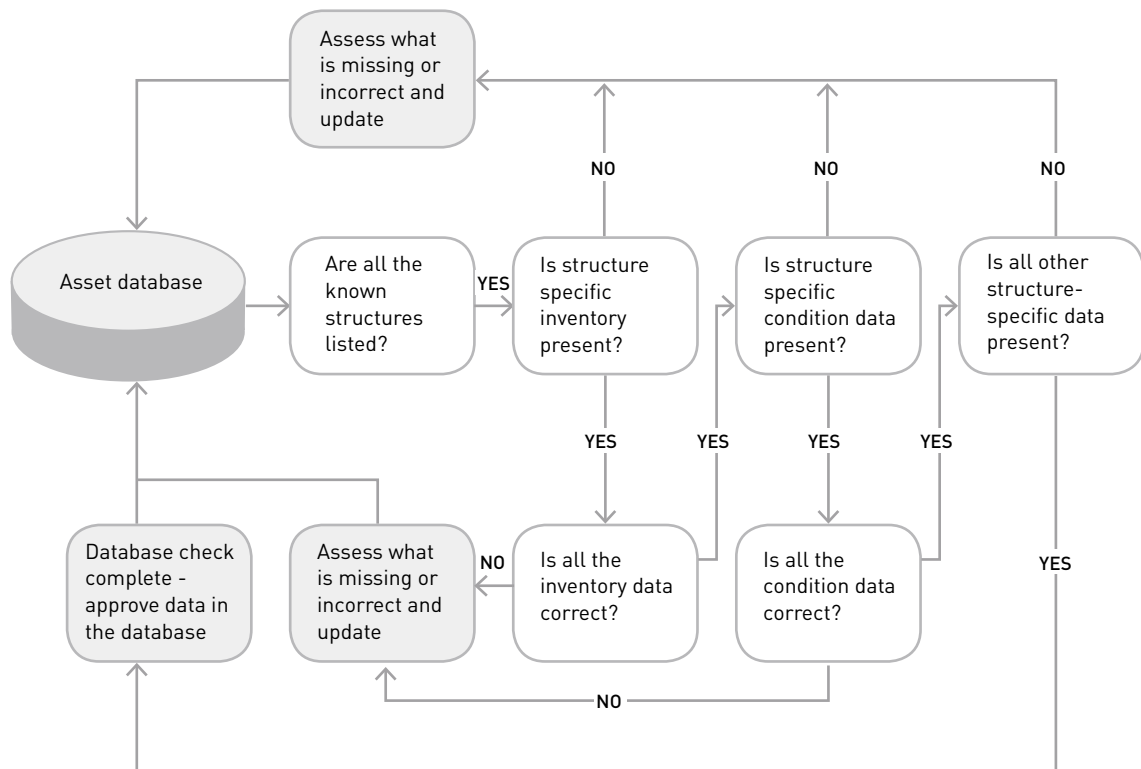 Assess what
is missing or
incorrect and
update
NO
NO
NO
Asset database
Are all the
known
structures
listed?
YES
Is structure
specific
inventory
present?
Is structure
specific
condition data
present?
Is all other
structure-
specific data
present?
YES
YES
YES
YES
Database check
complete -
approve data in
the database
Assess what
is missing or
incorrect and
update
NO
Is all the
inventory data
correct?
Is all the
condition data
correct?
YES
NO